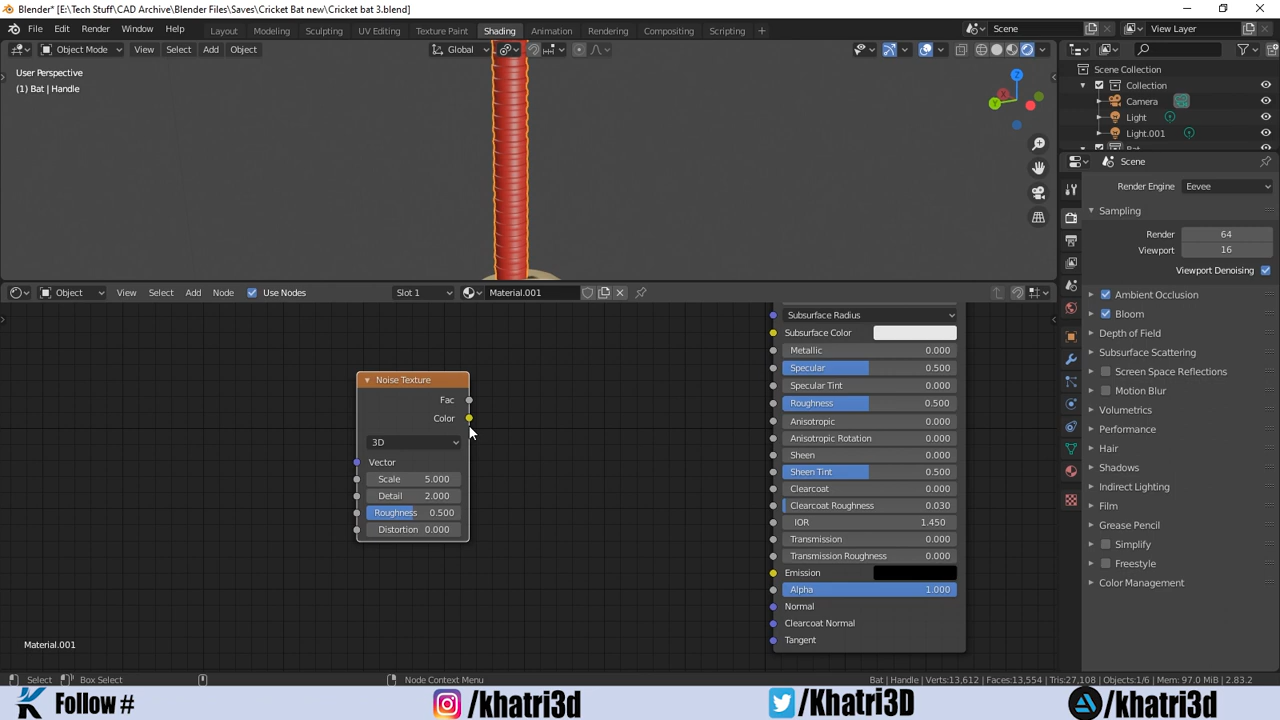 Blender* [E:\Tech Stuff\CAD Archive\Blender Files\Saves\Cricket Bat new\Cricket bat 3.blend]
File Edit Render Window Help Layout Modeling Sculpting UV Editing Texture Paint Shading Animation Rendering Compositing Scripting + Scene View Layer
Object Mode View Select Add Object Global
User Perspective
(1) Bat | Handle
Z
Y
X
Scene Collection
Collection
Camera
Light
Light.001
Bat
Scene
Render Engine Eevee
Sampling
Render 64
Viewport 16
Viewport Denoising
Ambient Occlusion
Bloom
Depth of Field
Subsurface Scattering
Screen Space Reflections
Motion Blur
Volumetrics
Performance
Hair
Shadows
Indirect Lighting
Film
Grease Pencil
Simplify
Freestyle
Color Management
Object View Select Add Node Use Nodes Slot 1 Material.001
Noise Texture
Fac
Color
3D
Vector
Scale 5.000
Detail 2.000
Roughness 0.500
Distortion 0.000
Subsurface Radius
Subsurface Color
Metallic 0.000
Specular 0.500
Specular Tint 0.000
Roughness 0.500
Anisotropic 0.000
Anisotropic Rotation 0.000
Sheen 0.000
Sheen Tint 0.500
Clearcoat 0.000
Clearcoat Roughness 0.030
IOR 1.450
Transmission 0.000
Transmission Roughness 0.000
Emission
Alpha 1.000
Normal
Clearcoat Normal
Tangent
Material.001
Select Box Select Node Context Menu Bat | Handle | Verts:13,612 | Faces:13,554 | Tris:27,108 | Objects:1/6 | Mem: 97.0 MiB | 2.83.2
Follow # /khatri3d /Khatri3D /khatri3d